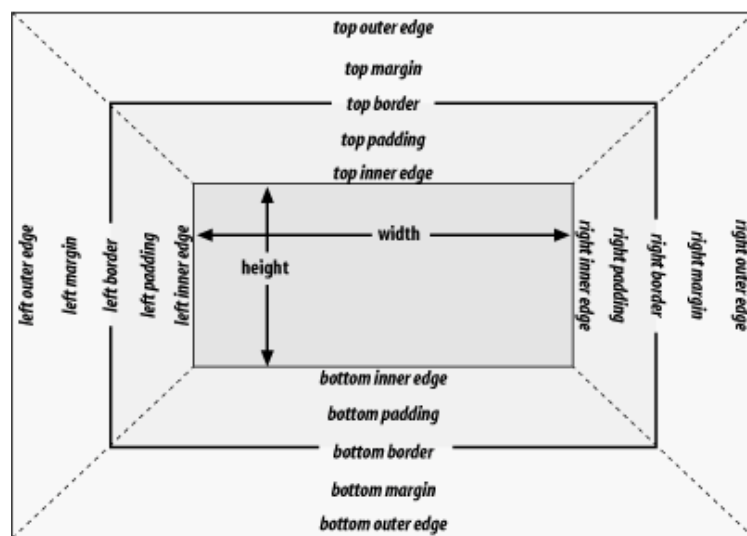 top outer edge
top margin
top border
top padding
top inner edge
left outer edge
left margin
left border
left padding
left inner edge
width
height
right inner edge
right padding
right border
right margin
right outer edge
bottom inner edge
bottom padding
bottom border
bottom margin
bottom outer edge